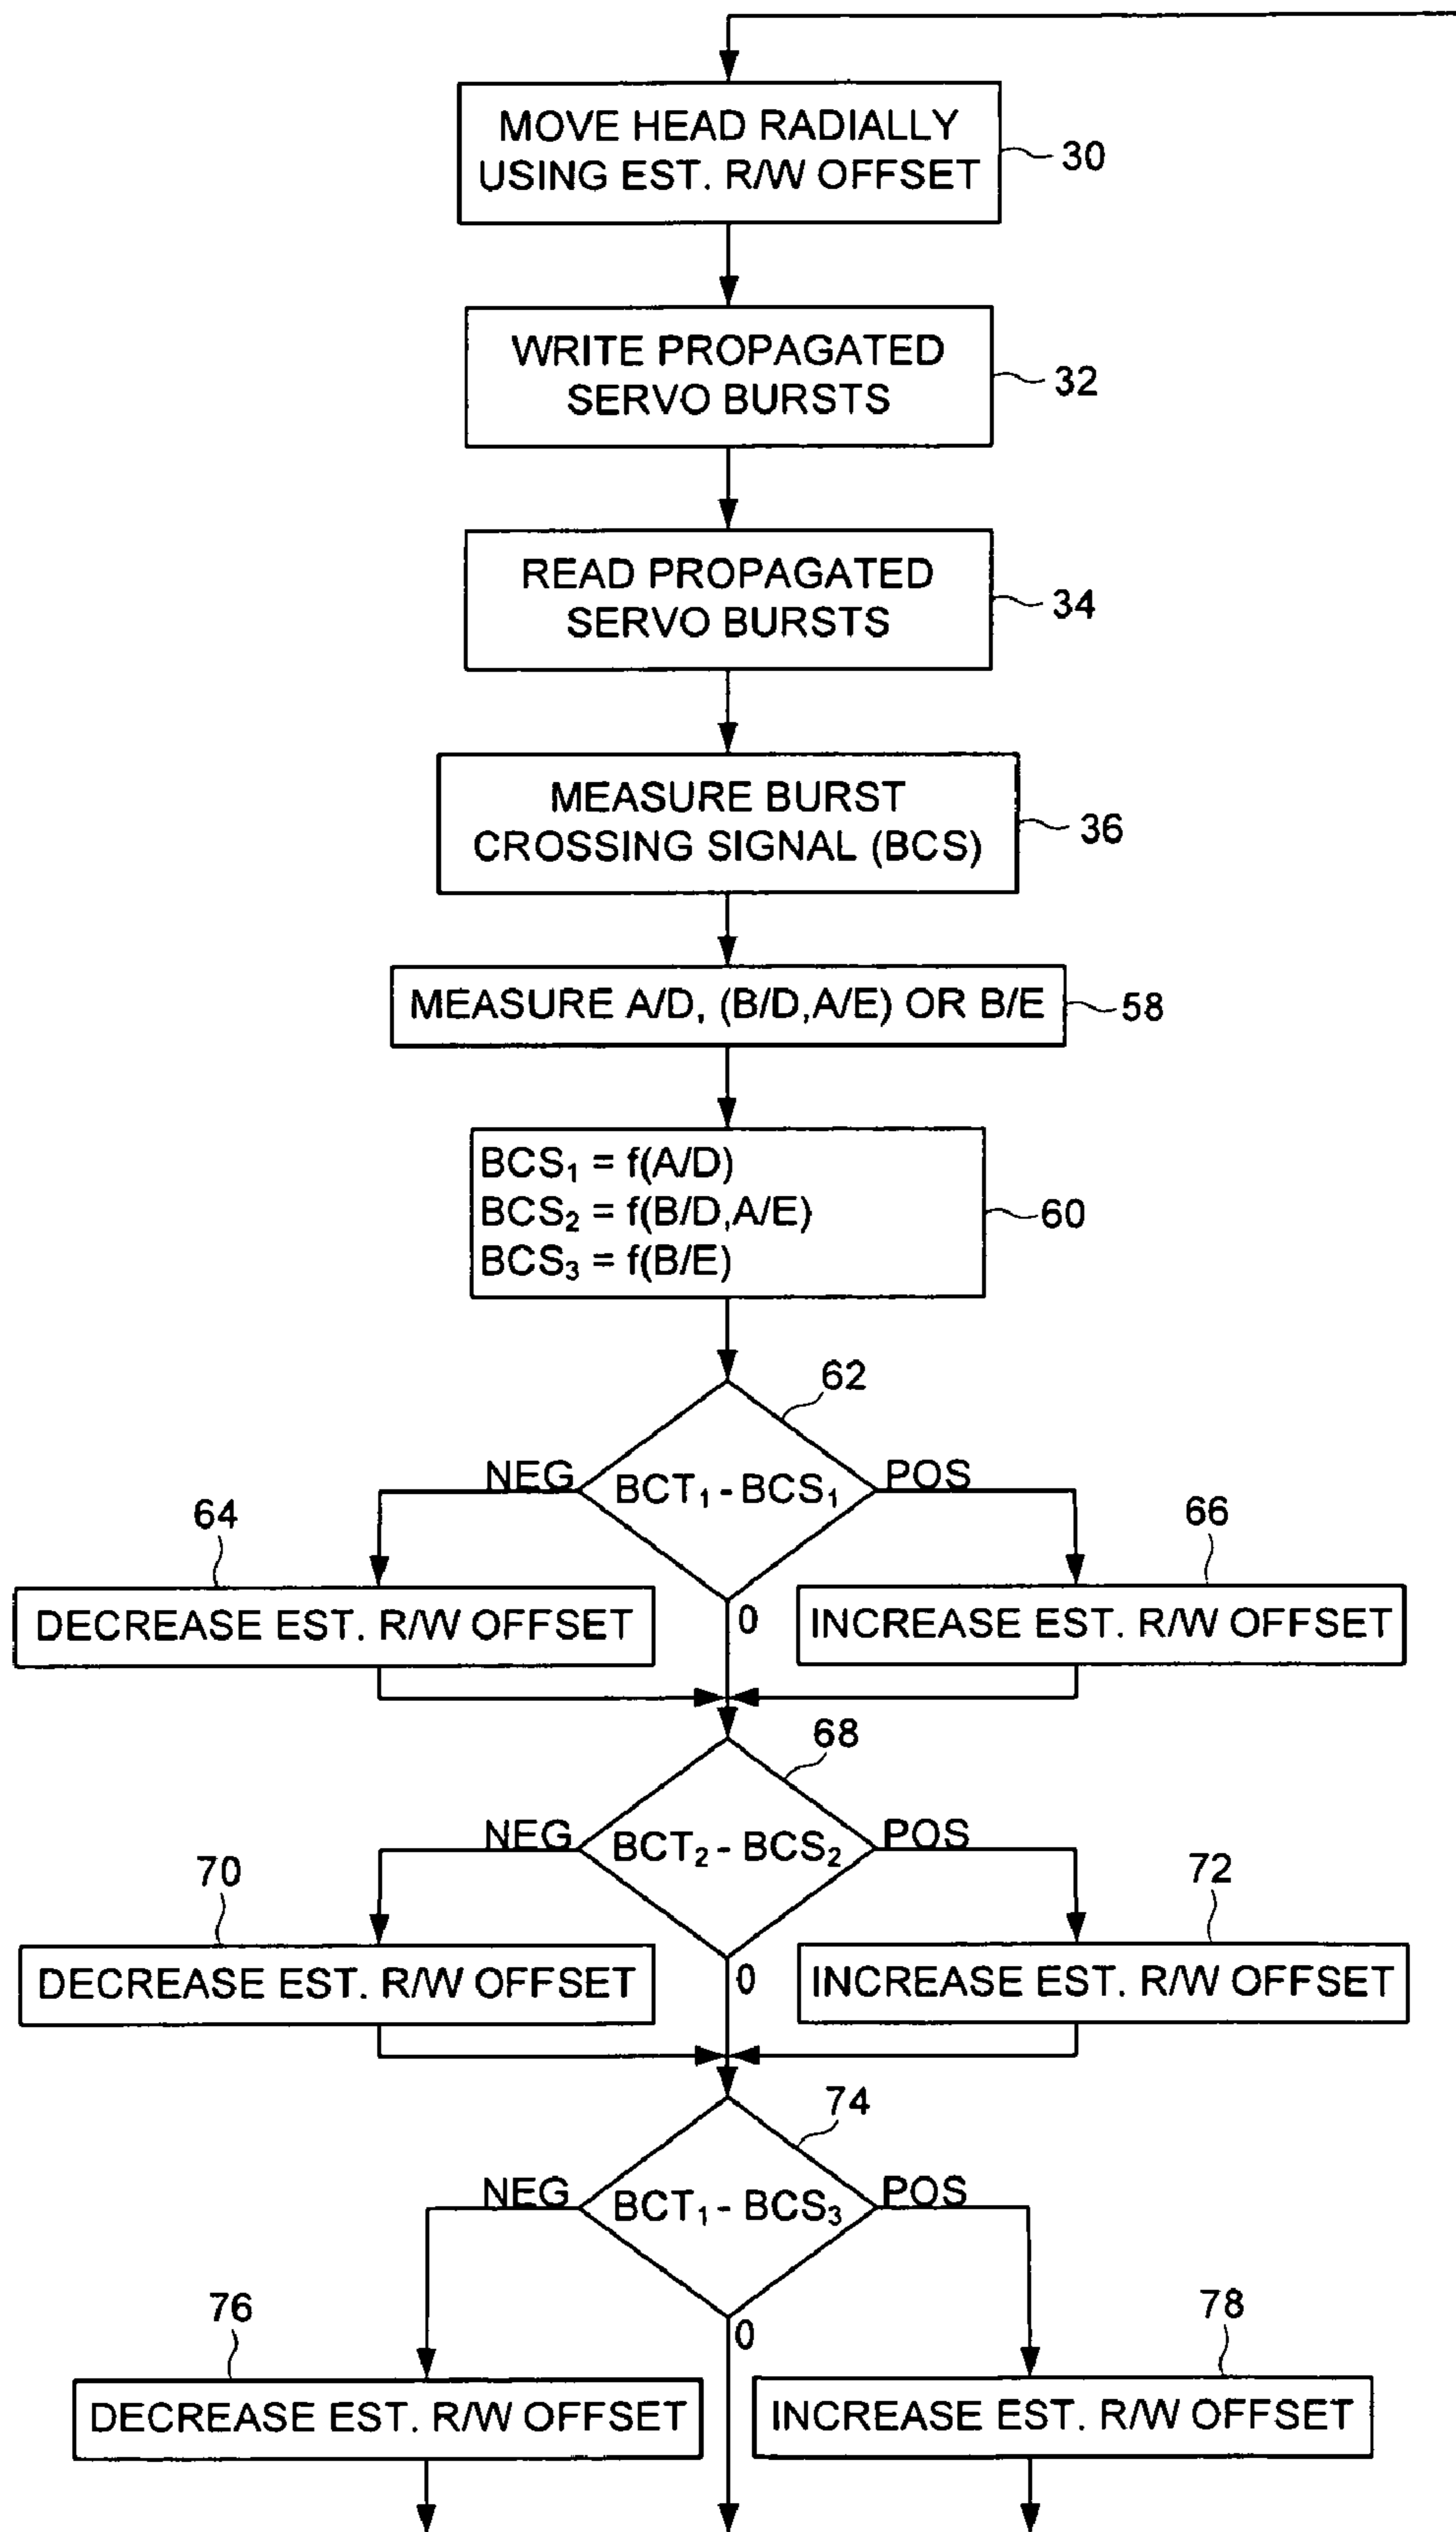 MOVE HEAD RADIALLY
USING EST. R/W OFFSET
30
WRITE PROPAGATED
SERVO BURSTS
32
READ PROPAGATED
SERVO BURSTS
34
MEASURE BURST
CROSSING SIGNAL (BCS)
36
MEASURE A/D, (B/D,A/E) OR B/E
58
BCS₁ = f(A/D)
BCS₂ = f(B/D,A/E)
BCS₃ = f(B/E)
60
62
NEG
BCT₁ - BCS₁
POS
64
66
DECREASE EST. R/W OFFSET
0
INCREASE EST. R/W OFFSET
68
NEG
BCT₂ - BCS₂
POS
70
72
DECREASE EST. R/W OFFSET
0
INCREASE EST. R/W OFFSET
74
NEG
BCT₁ - BCS₃
POS
76
78
0
DECREASE EST. R/W OFFSET
INCREASE EST. R/W OFFSET